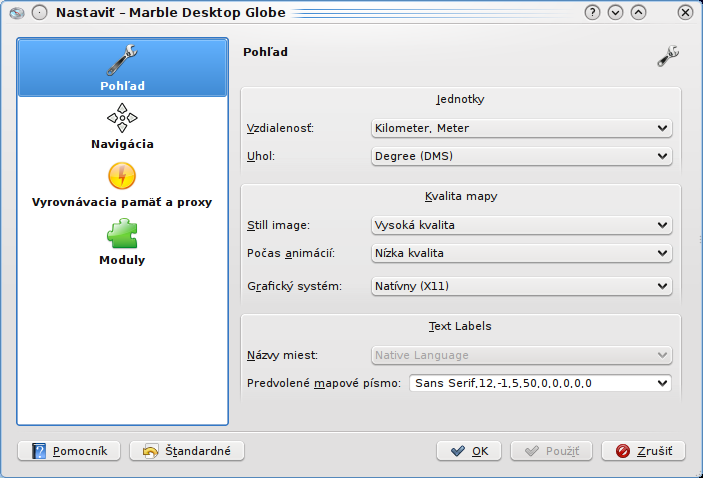 Nastaviť – Marble Desktop Globe
Pohľad
Navigácia
Vyrovnávacia pamäť a proxy
Moduly
Pohľad
Jednotky
Vzdialenosť: Kilometer, Meter
Uhol: Degree (DMS)
Kvalita mapy
Still image: Vysoká kvalita
Počas animácií: Nízka kvalita
Grafický systém: Natívny (X11)
Text Labels
Názvy miest: Native Language
Predvolené mapové písmo: Sans Serif,12,-1,5,50,0,0,0,0,0
Pomocník Štandardné OK Použiť Zrušiť